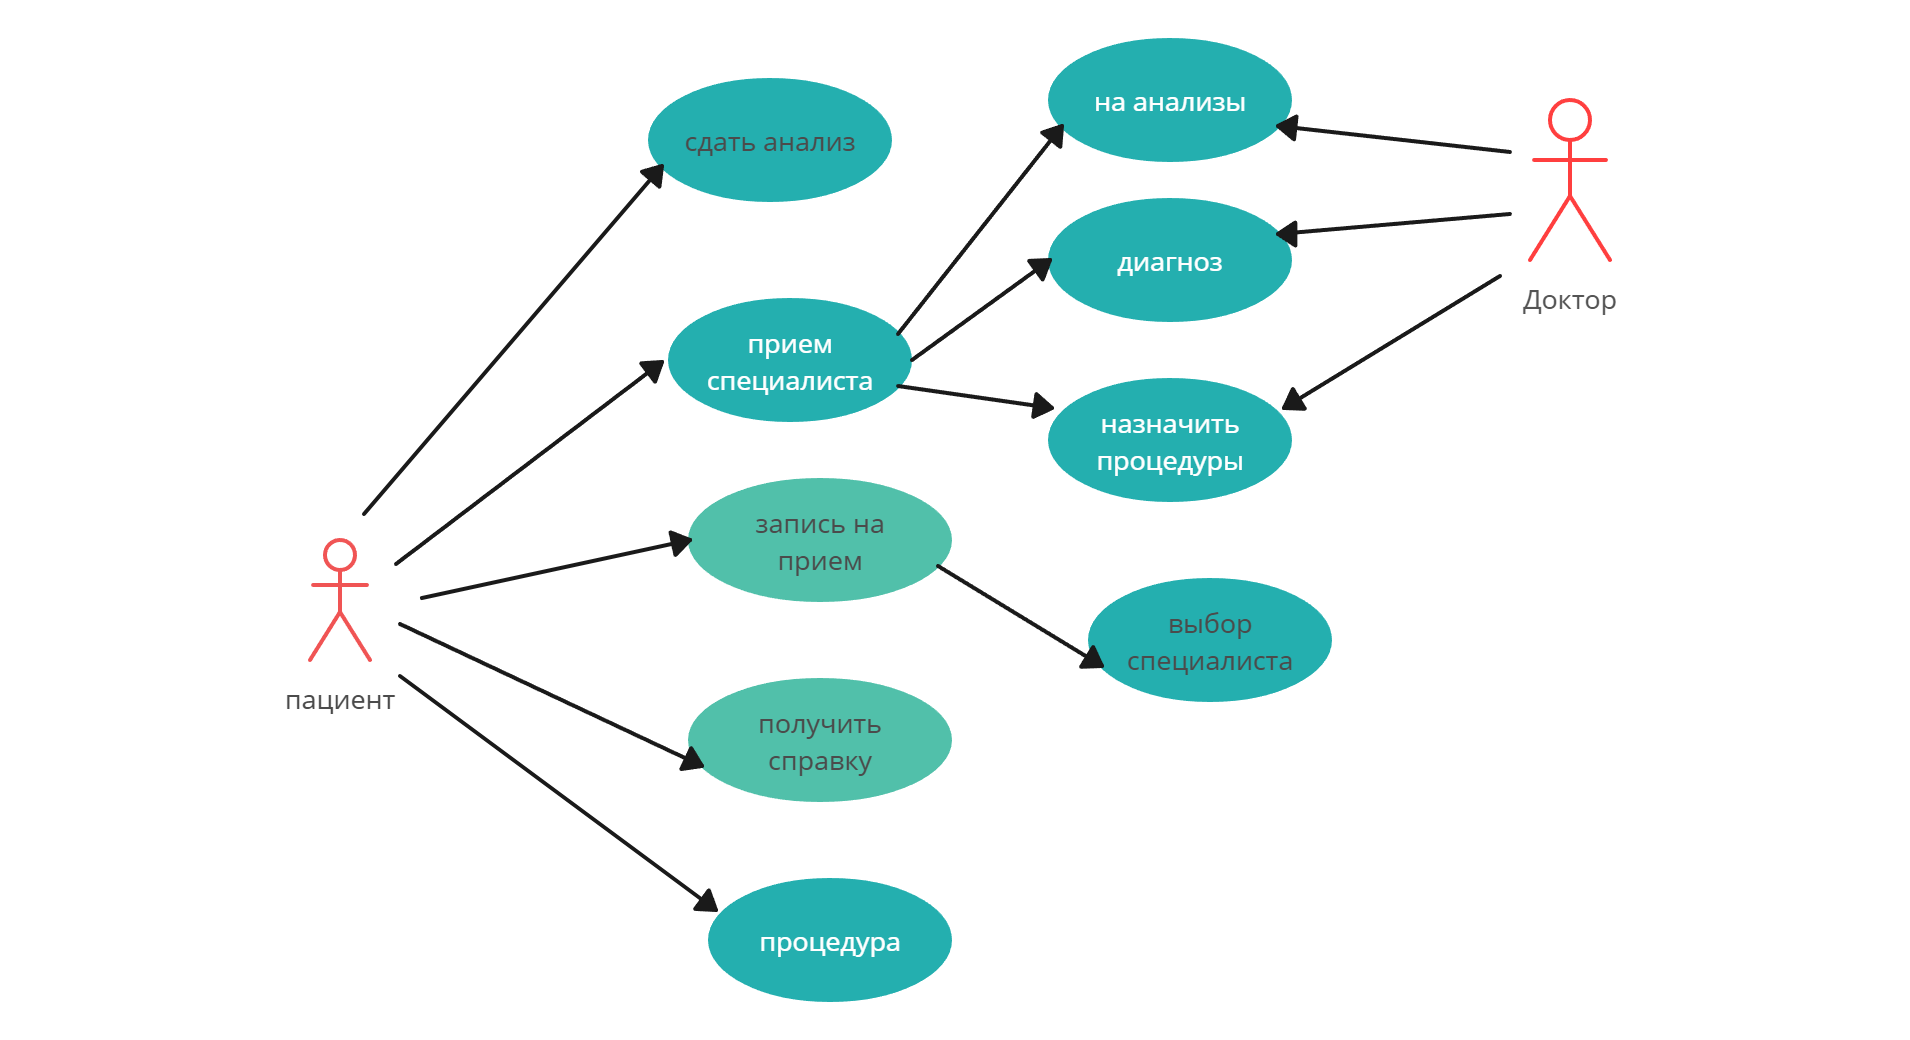 на анализы
сдать анализ
диагноз
Доктор
прием
специалиста
назначить
процедуры
запись на
прием
выбор
специалиста
пациент
получить
справку
процедура